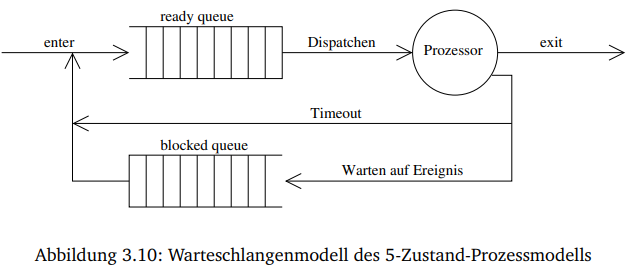 ready queue
enter
Dispatchen
Prozessor
exit
Timeout
blocked queue
Warten auf Ereignis
Abbildung 3.10: Warteschlangenmodell des 5-Zustand-Prozessmodells